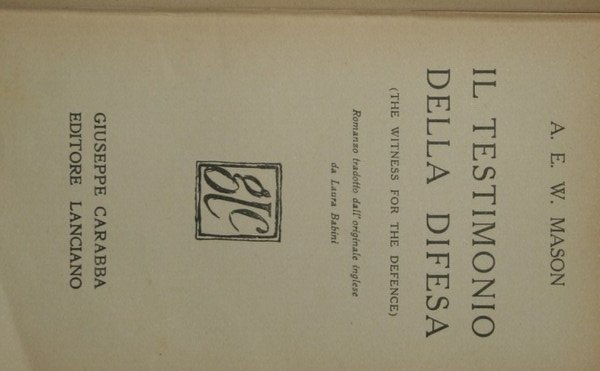 A. E. W. MASON
IL TESTIMONIO
DELLA DIFESA
(THE WITNESS FOR THE DEFENCE)
Romanzo tradotto dall'originale inglese
da Laura Babini
GIUSEPPE CARABBA
EDITORE LANCIANO